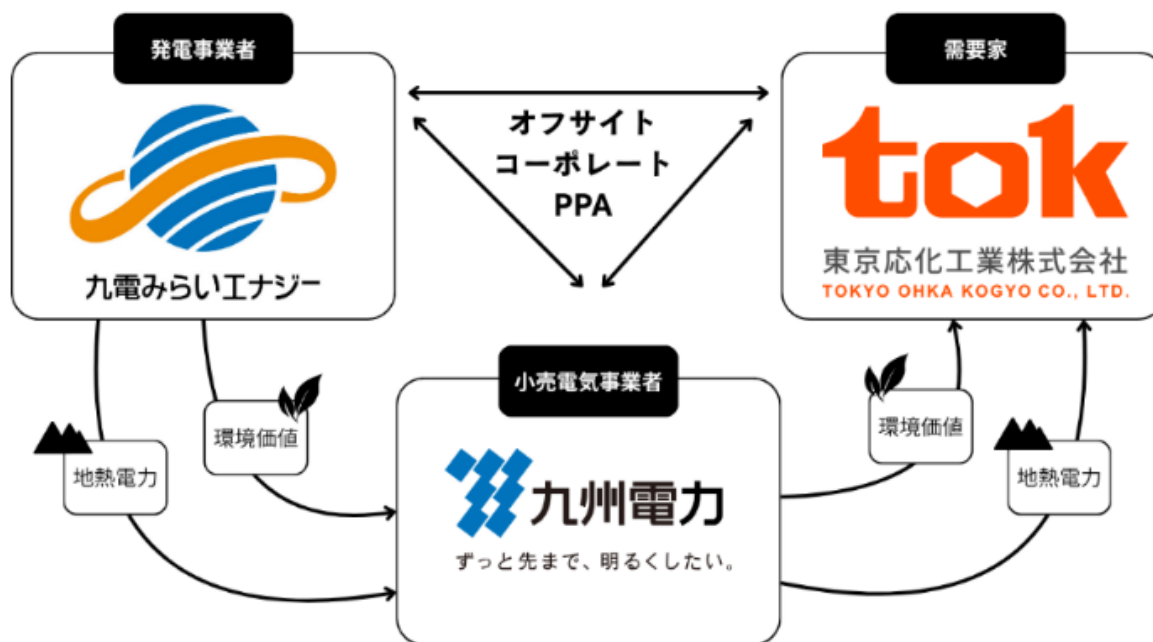 発電事業者
九電みらいエナジー
オフサイト
コーポレート
PPA
需要家
tok
東京応化工業株式会社
TOKYO OHKA KOGYO CO., LTD.
環境価値
地熱電力
小売電気事業者
九州電力
ずっと先まで、明るくしたい。
環境価値
地熱電力